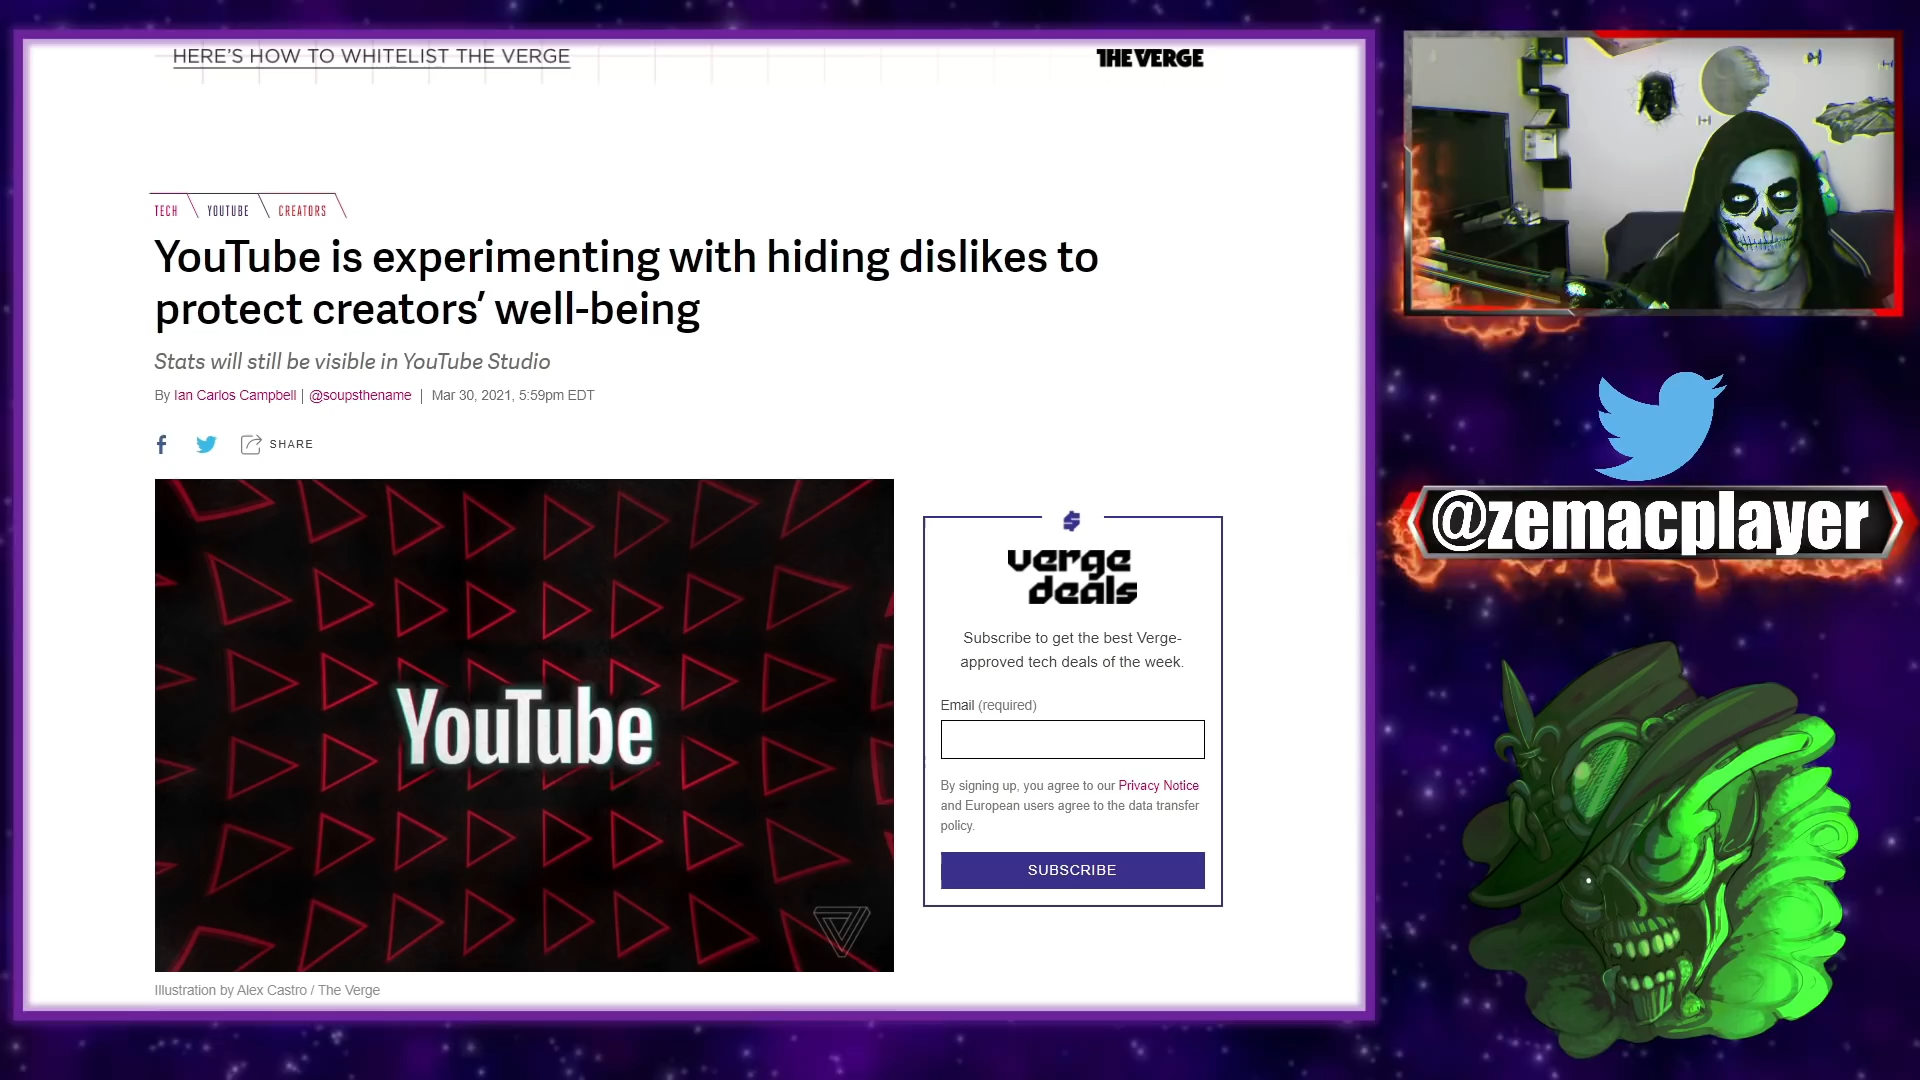 HERE'S HOW TO WHITELIST THE VERGE
THE VERGE
TECH
YOUTUBE
CREATORS
YouTube is experimenting with hiding dislikes to
protect creators' well-being
Stats will still be visible in YouTube Studio
By Ian Carlos Campbell | @soupsthename | Mar 30, 2021, 5:59pm EDT
SHARE
YouTube
Illustration by Alex Castro / The Verge
verge
deals
Subscribe to get the best Verge-
approved tech deals of the week.
Email (required)
By signing up, you agree to our Privacy Notice
and European users agree to the data transfer
policy.
SUBSCRIBE
@zemacplayer